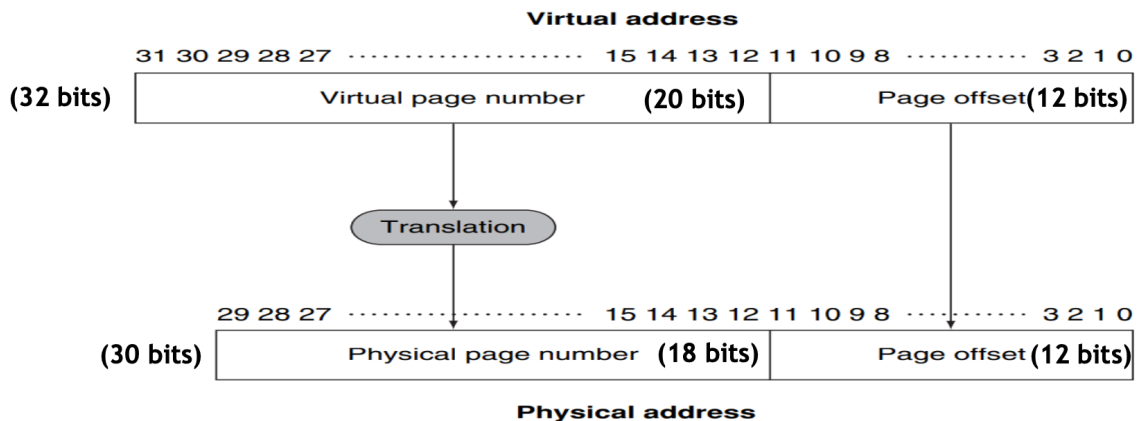 Virtual address
31 30 29 28 27 ........................ 15 14 13 12 11 10 9 8 ........... 3 2 1 0
(32 bits) Virtual page number (20 bits) Page offset (12 bits)
Translation
29 28 27 ........................ 15 14 13 12 11 10 9 8 ........... 3 2 1 0
(30 bits) Physical page number (18 bits) Page offset (12 bits)
Physical address